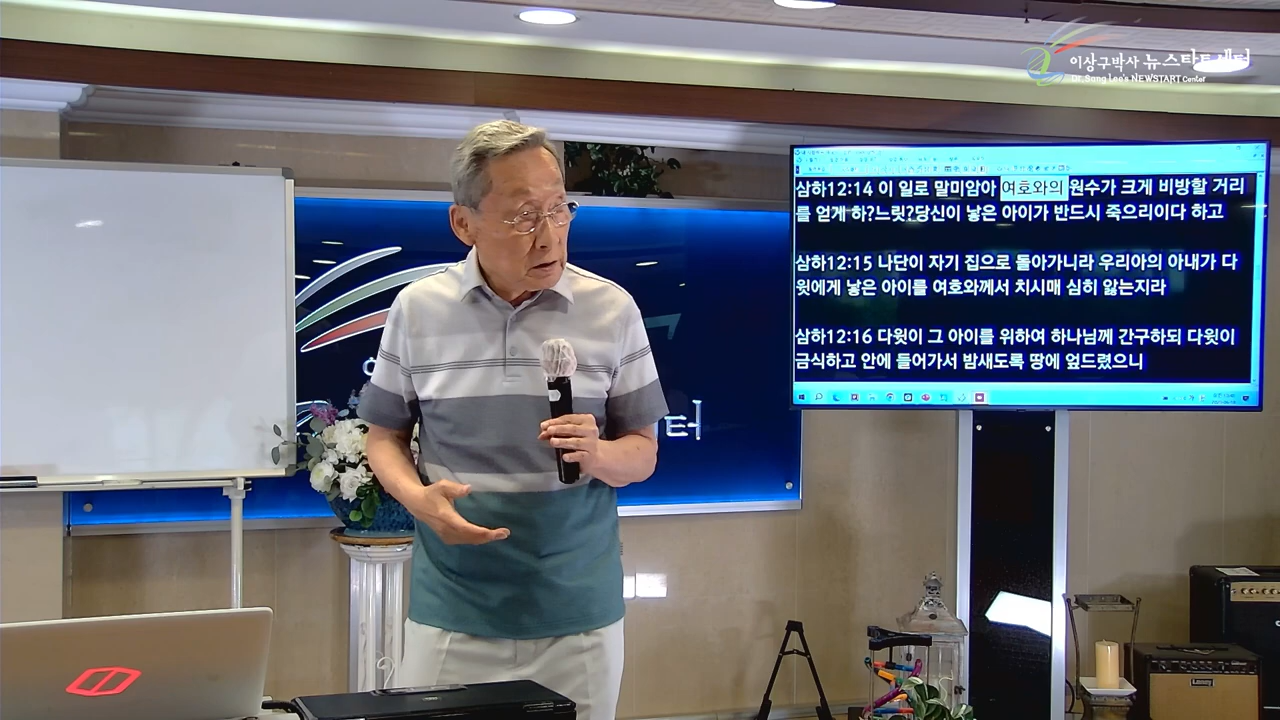 이상구박사 뉴스타트센터
Dr. Sang Lee's NEWSTART Center
삼하12:14 이 일로 말미암아 여호와의 원수가 크게 비방할 거리
를 얻게 하?느릿?당신이 낳은 아이가 반드시 죽으리이다 하고
삼하12:15 나단이 자기 집으로 돌아가니라 우리아의 아내가 다
윗에게 낳은 아이를 여호와께서 치시매 심히 앓는지라
삼하12:16 다윗이 그 아이를 위하여 하나님께 간구하되 다윗이
금식하고 안에 들어가서 밤새도록 땅에 엎드렸으니
터
Laney